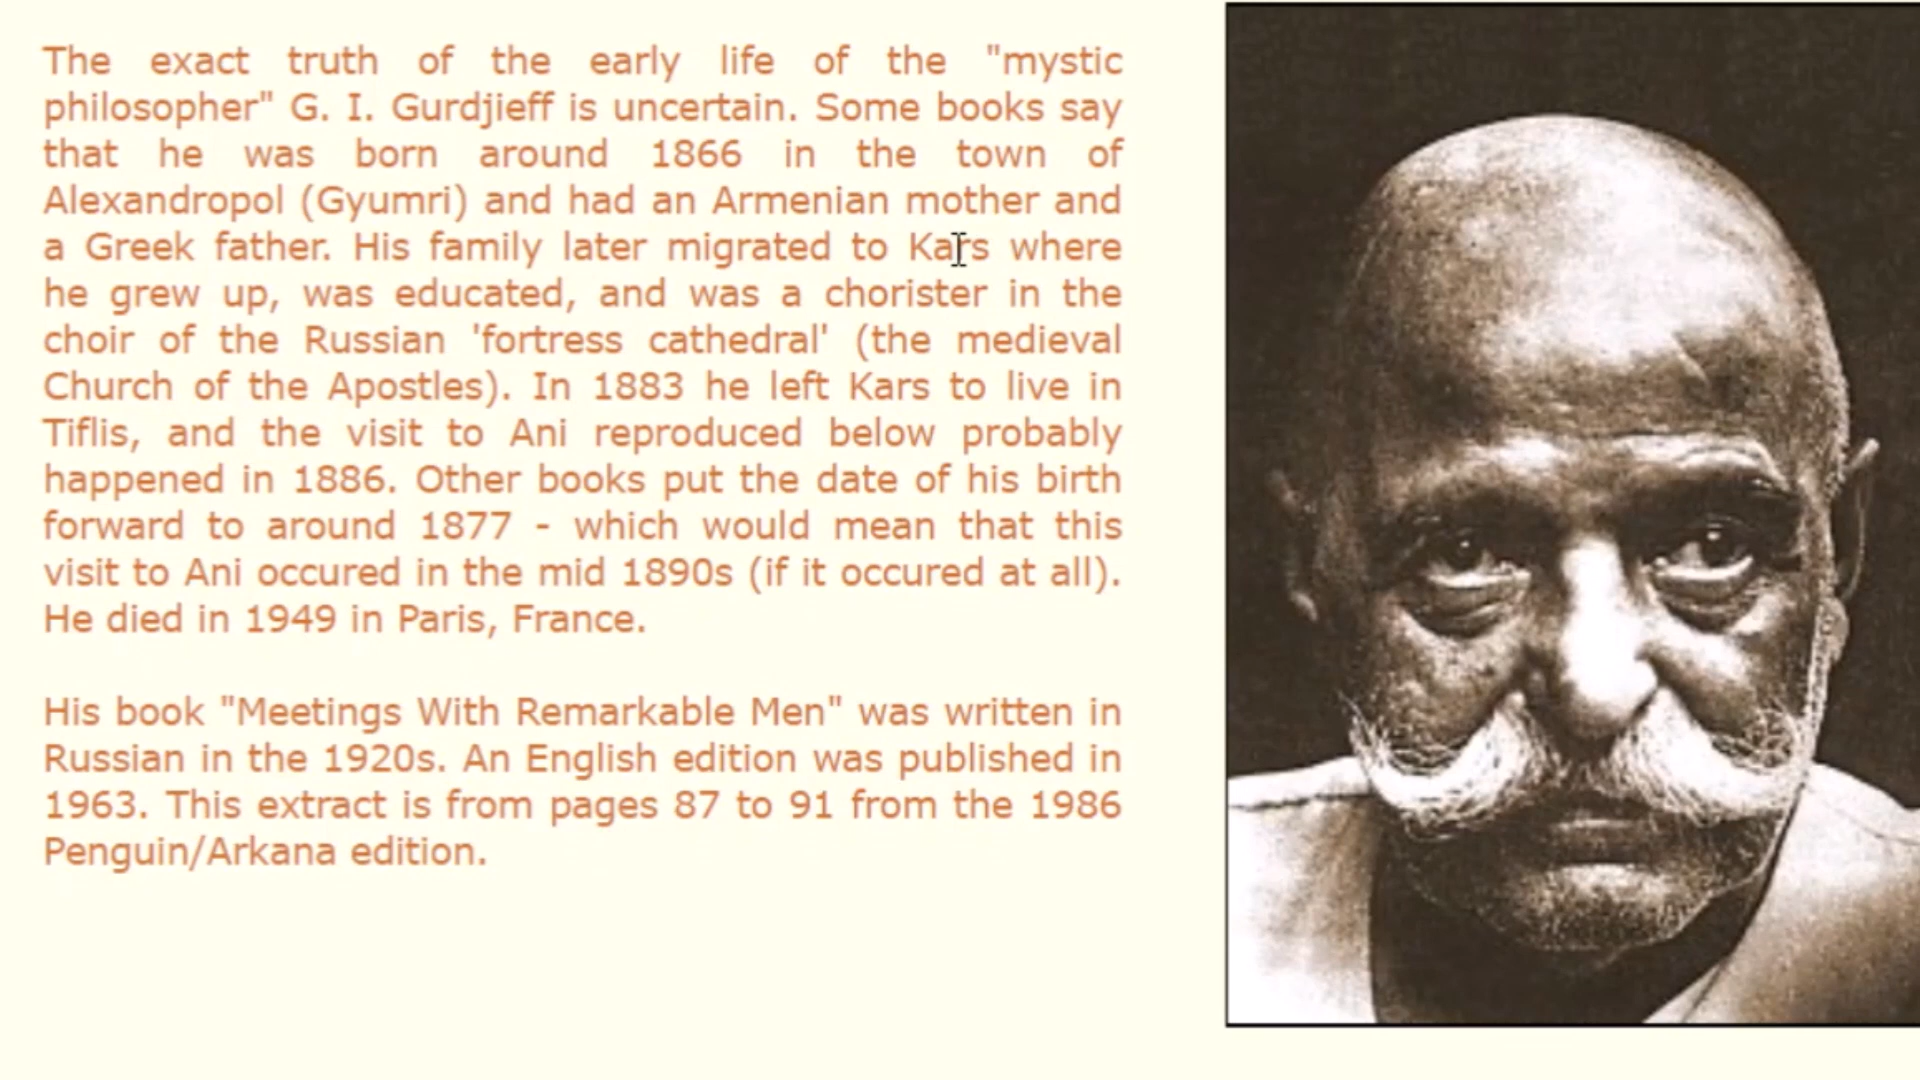 The exact truth of the early life of the "mystic
philosopher" G. I. Gurdjieff is uncertain. Some books say
that he was born around 1866 in the town of
Alexandropol (Gyumri) and had an Armenian mother and
a Greek father. His family later migrated to Kars where
he grew up, was educated, and was a chorister in the
choir of the Russian 'fortress cathedral' (the medieval
Church of the Apostles). In 1883 he left Kars to live in
Tiflis, and the visit to Ani reproduced below probably
happened in 1886. Other books put the date of his birth
forward to around 1877 - which would mean that this
visit to Ani occured in the mid 1890s (if it occured at all).
He died in 1949 in Paris, France.
His book "Meetings With Remarkable Men" was written in
Russian in the 1920s. An English edition was published in
1963. This extract is from pages 87 to 91 from the 1986
Penguin/Arkana edition.